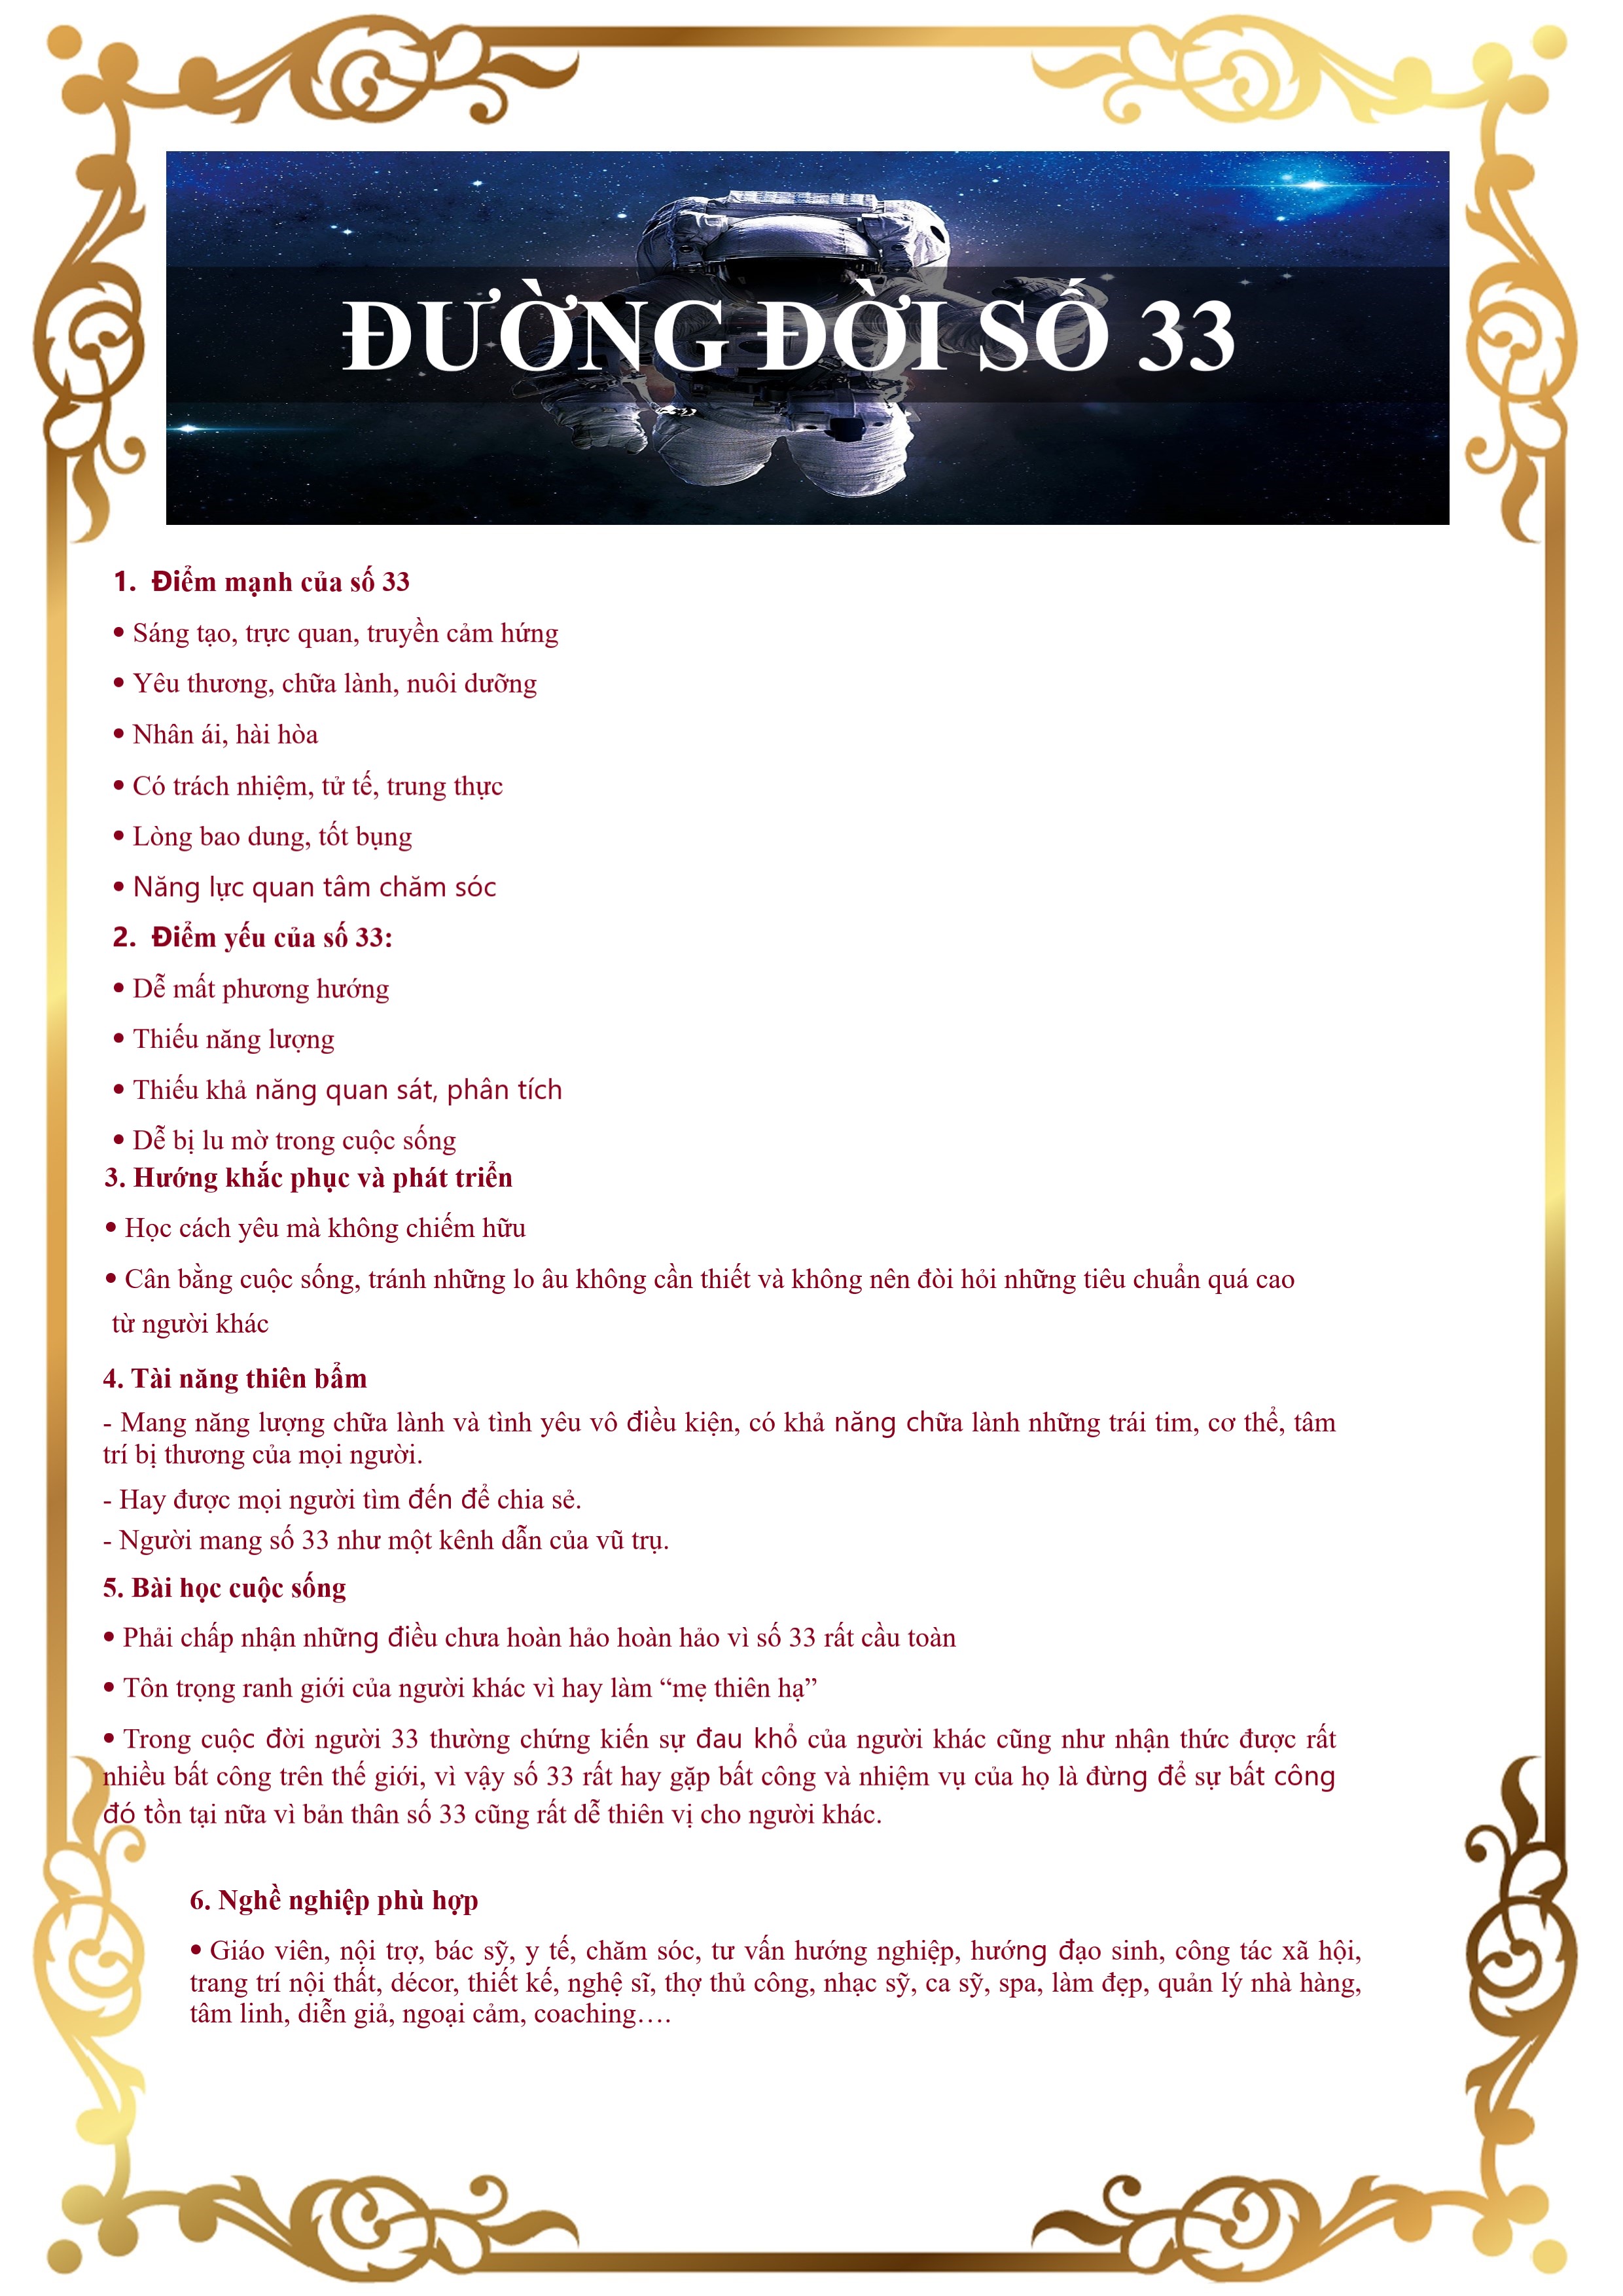 ĐƯỜNG ĐỜI SỐ 33
1. Điểm mạnh của số 33
• Sáng tạo, trực quan, truyền cảm hứng
• Yêu thương, chữa lành, nuôi dưỡng
• Nhân ái, hài hòa
• Có trách nhiệm, tử tế, trung thực
• Lòng bao dung, tốt bụng
• Năng lực quan tâm chăm sóc
2. Điểm yếu của số 33:
• Dễ mất phương hướng
• Thiếu năng lượng
• Thiếu khả năng quan sát, phân tích
• Dễ bị lu mờ trong cuộc sống
3. Hướng khắc phục và phát triển
• Học cách yêu mà không chiếm hữu
• Cân bằng cuộc sống, tránh những lo âu không cần thiết và không nên đòi hỏi những tiêu chuẩn quá cao
từ người khác
4. Tài năng thiên bẩm
- Mang năng lượng chữa lành và tình yêu vô điều kiện, có khả năng chữa lành những trái tim, cơ thể, tâm
trí bị thương của mọi người.
- Hay được mọi người tìm đến để chia sẻ.
- Người mang số 33 như một kênh dẫn của vũ trụ.
5. Bài học cuộc sống
• Phải chấp nhận những điều chưa hoàn hảo hoàn hảo vì số 33 rất cầu toàn
• Tôn trọng ranh giới của người khác vì hay làm “mẹ thiên hạ”
• Trong cuộc đời người 33 thường chứng kiến sự đau khổ của người khác cũng như nhận thức được rất
nhiều bất công trên thế giới, vì vậy số 33 rất hay gặp bất công và nhiệm vụ của họ là đừng để sự bất công
đó tồn tại nữa vì bản thân số 33 cũng rất dễ thiên vị cho người khác.
6. Nghề nghiệp phù hợp
• Giáo viên, nội trợ, bác sỹ, y tế, chăm sóc, tư vấn hướng nghiệp, hướng đạo sinh, công tác xã hội,
trang trí nội thất, décor, thiết kế, nghệ sĩ, thợ thủ công, nhạc sỹ, ca sỹ, spa, làm đẹp, quản lý nhà hàng,
tâm linh, diễn giả, ngoại cảm, coaching….